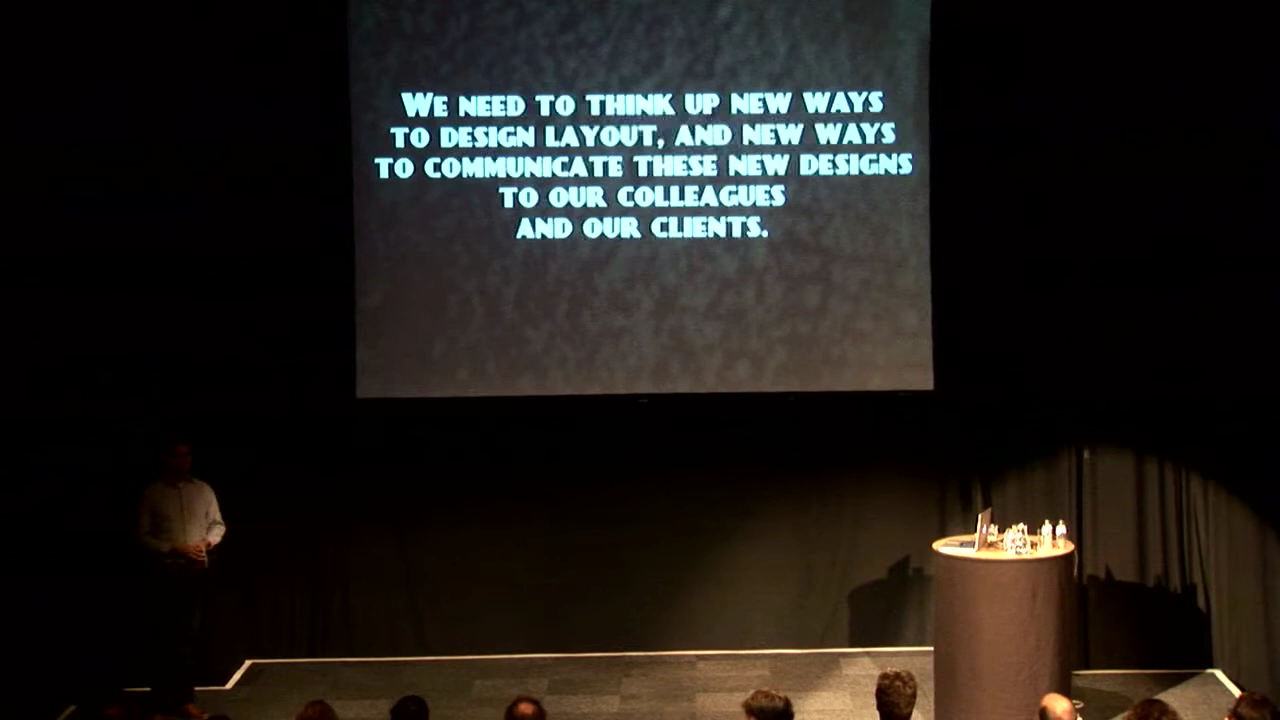 We need to think up new ways
to design layout, and new ways
to communicate these new designs
to our colleagues
and our clients.